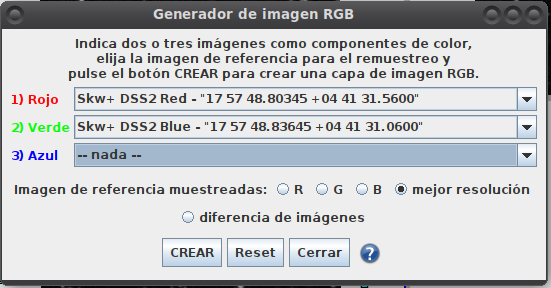 Generador de imagen RGB
Indica dos o tres imágenes como componentes de color,
elija la imagen de referencia para el remuestreo y
pulse el botón CREAR para crear una capa de imagen RGB.
1) Rojo Skw+ DSS2 Red - "17 57 48.80345 +04 41 31.5600"
2) Verde Skw+ DSS2 Blue - "17 57 48.83645 +04 41 31.0600"
3) Azul -- nada --
Imagen de referencia muestreadas: R G B mejor resolución
diferencia de imágenes
CREAR Reset Cerrar ?